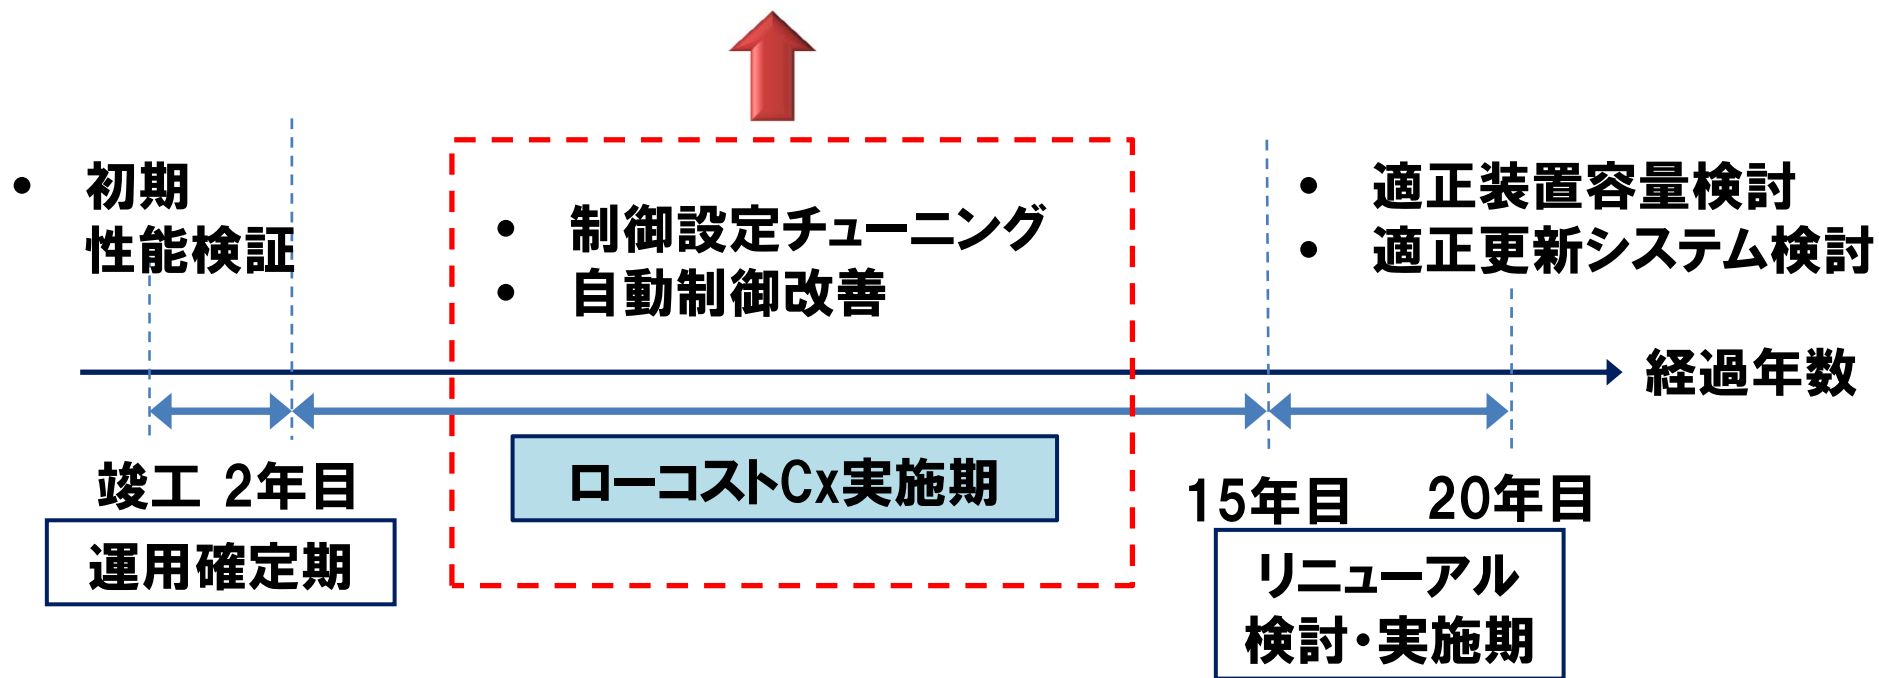 • 初期
性能検証
• 制御設定チューニング
• 自動制御改善
• 適正装置容量検討
• 適正更新システム検討
経過年数
竣工 2年目
運用確定期
ローコストCx実施期
15年目 20年目
リニューアル
検討・実施期